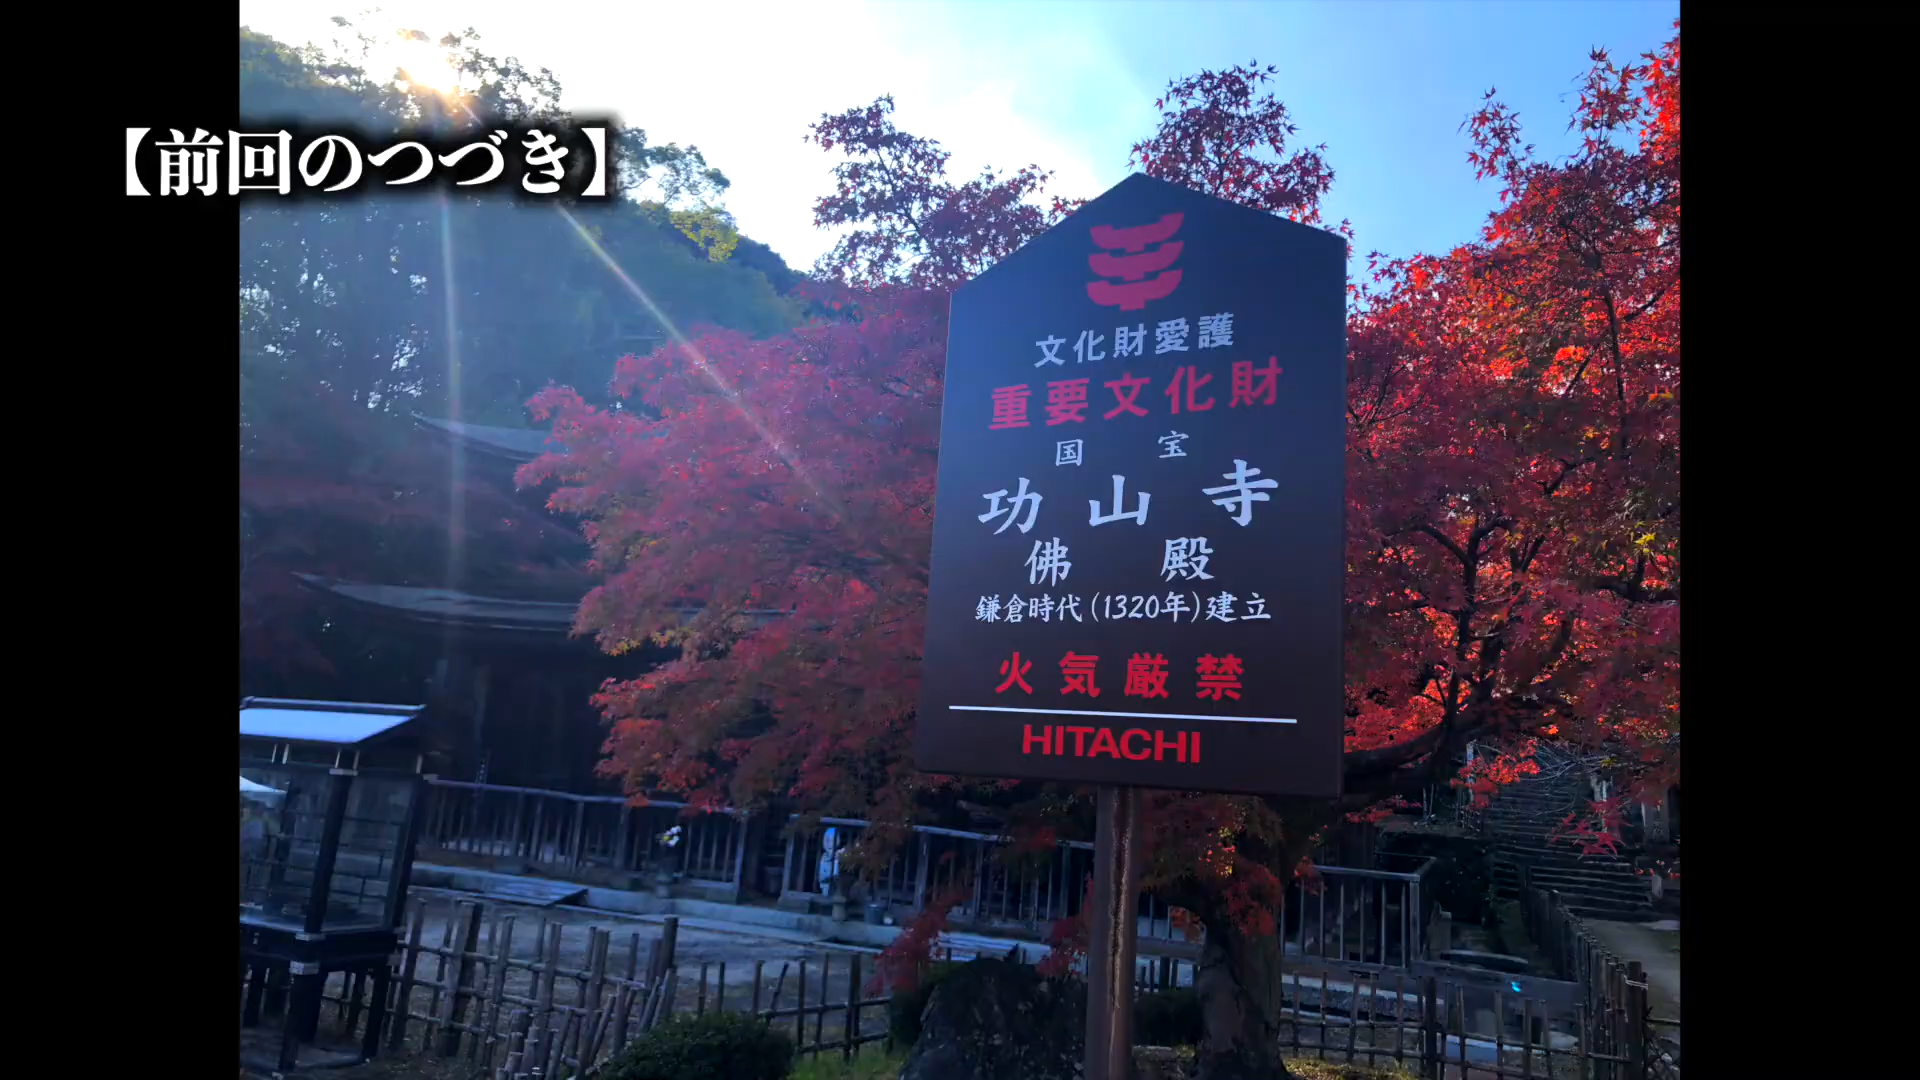 【前回のつづき】
文化財愛護
重要文化財
国宝
功山寺
佛殿
鎌倉時代(1320年)建立
火気厳禁
HITACHI